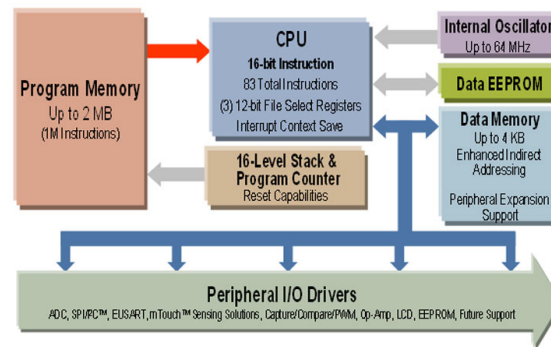 Program Memory
Up to 2 MB
(1M Instructions)
CPU
16-bit Instruction
83 Total Instructions
(3) 12-bit File Select Registers
Interrupt Context Save
Internal Oscillator
Up to 64 MHz
Data EEPROM
Data Memory
Up to 4 KB
Enhanced Indirect
Addressing
Peripheral Expansion
Support
16-Level Stack &
Program Counter
Reset Capabilities
Peripheral I/O Drivers
ADC, SPI/I²C™, EUSART, mTouch™ Sensing Solutions, Capture/Compare/PWM, Op-Amp, LCD, EEPROM, Future Support